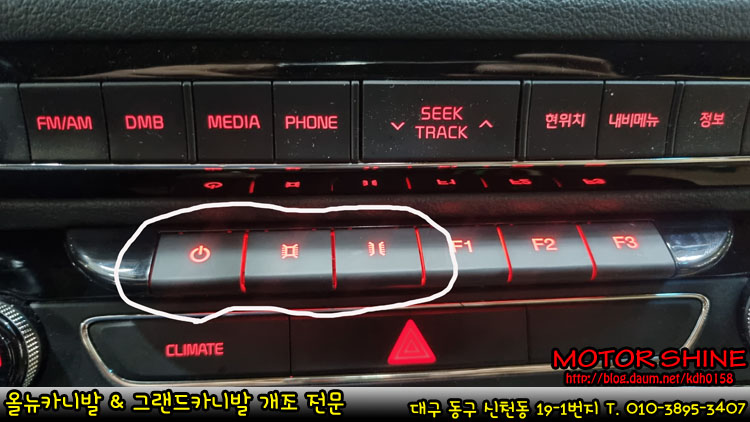 FM/AM DMB MEDIA PHONE SEEK TRACK 현위치 내비메뉴 정보
F1 F2 F3
CLIMATE
MOTOR SHINE
http://blog.daum.net/kdh0158
올뉴카니발 & 그랜드카니발 개조 전문
대구 동구 신천동 19-1번지 T. 010-3895-3407